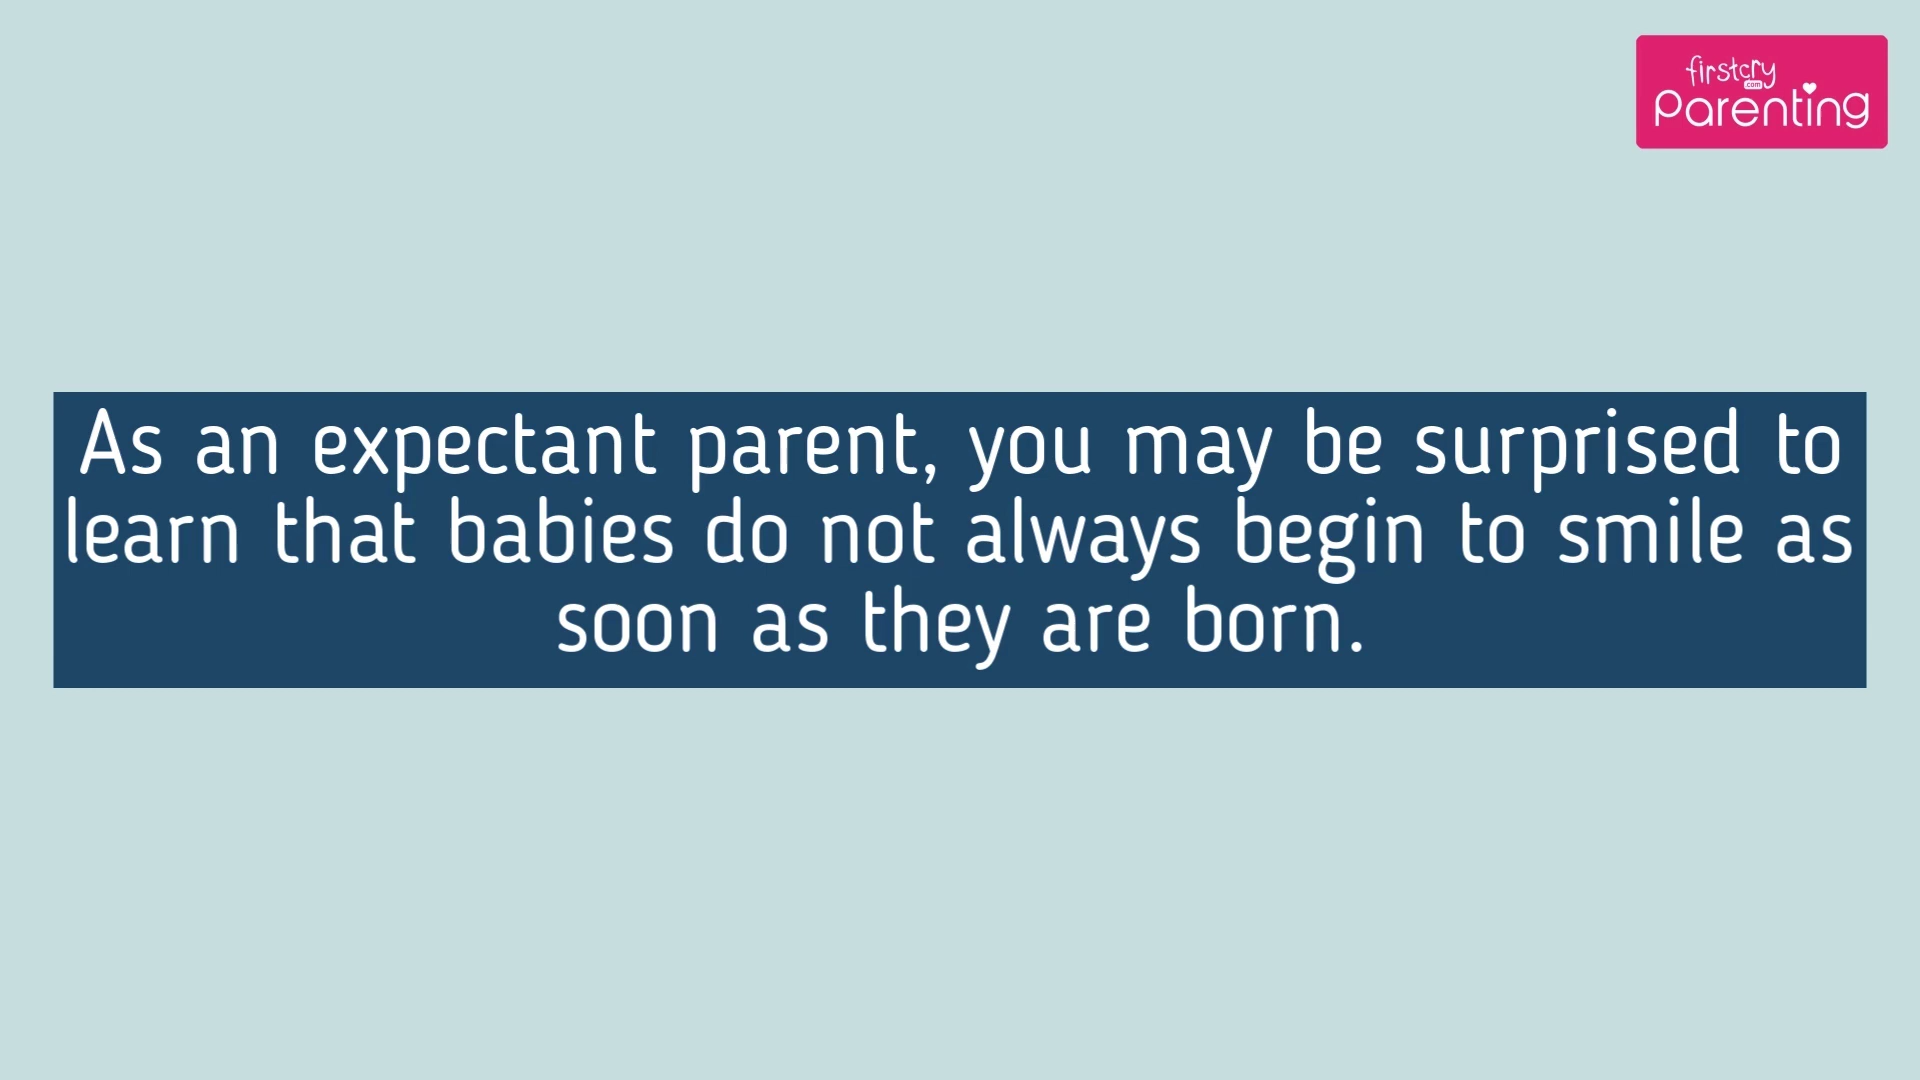 firstcry
.com
Parenting
As an expectant parent, you may be surprised to
learn that babies do not always begin to smile as
soon as they are born.